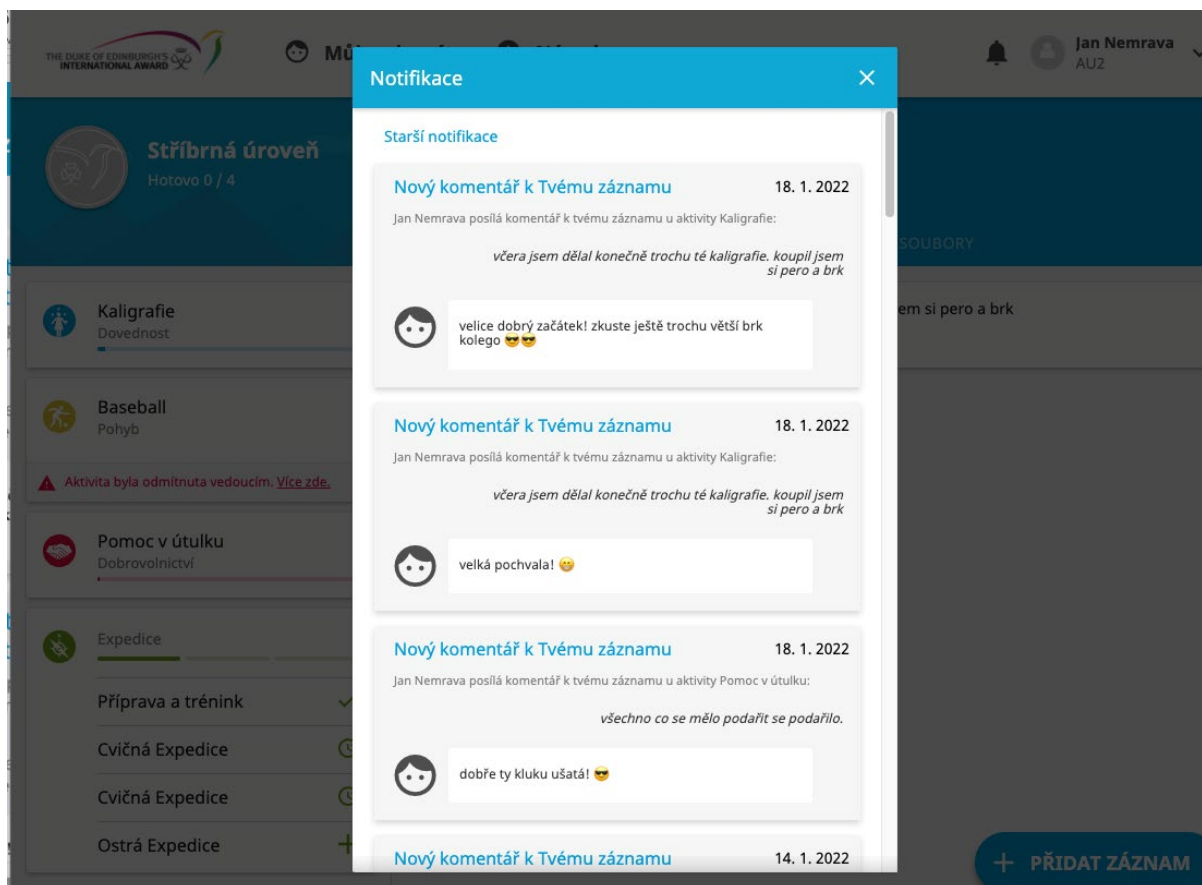 THE DUKE OF EDINBURGH'S
INTERNATIONAL AWARD
Jan Nemrava
AU2
Notifikace
Stříbrná úroveň
Hotovo 0 / 4
SOUBORY
Starší notifikace
Nový komentář k Tvému záznamu 18. 1. 2022
Jan Nemrava posílá komentář k tvému záznamu u aktivity Kaligrafie:
včera jsem dělal konečně trochu té kaligrafie. koupil jsem
si pero a brk
velice dobrý začátek! zkuste ještě trochu větší brk
kolego 😎😎
Nový komentář k Tvému záznamu 18. 1. 2022
Jan Nemrava posílá komentář k tvému záznamu u aktivity Kaligrafie:
včera jsem dělal konečně trochu té kaligrafie. koupil jsem
si pero a brk
velká pochvala! 😁
Nový komentář k Tvému záznamu 18. 1. 2022
Jan Nemrava posílá komentář k tvému záznamu u aktivity Pomoc v útulku:
všechno co se mělo podařit se podařilo.
dobře ty kluku ušatá! 😎
Nový komentář k Tvému záznamu 14. 1. 2022
Kaligrafie
Dovednost
Baseball
Pohyb
Aktivita byla odmítnuta vedoucím. Více zde.
Pomoc v útulku
Dobrovolnictví
Expedice
Příprava a trénink
Cvičná Expedice
Cvičná Expedice
Ostrá Expedice
si pero a brk
+ PŘIDAT ZÁZNAM